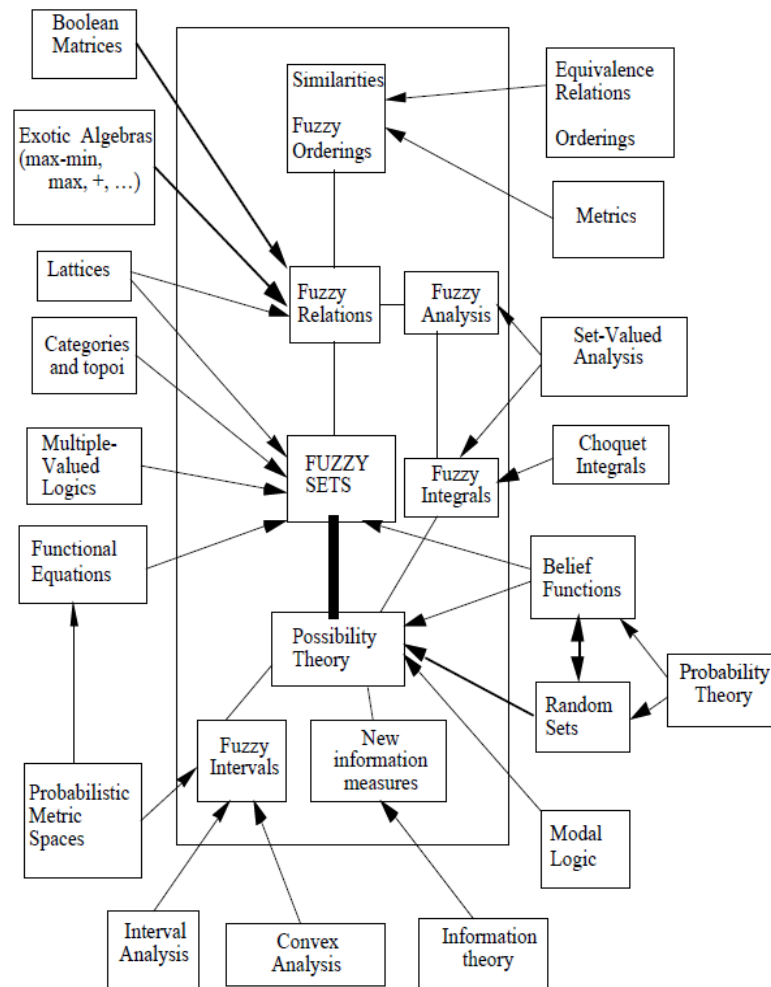 Boolean
Matrices
Similarities
Fuzzy
Orderings
Equivalence
Relations
Orderings
Exotic Algebras
(max-min,
max, +, …)
Metrics
Lattices
Fuzzy
Relations
Fuzzy
Analysis
Categories
and topoi
Set-Valued
Analysis
Multiple-
Valued
Logics
FUZZY
SETS
Fuzzy
Integrals
Choquet
Integrals
Functional
Equations
Belief
Functions
Possibility
Theory
Random
Sets
Probability
Theory
Fuzzy
Intervals
New
information
measures
Probabilistic
Metric
Spaces
Modal
Logic
Interval
Analysis
Convex
Analysis
Information
theory